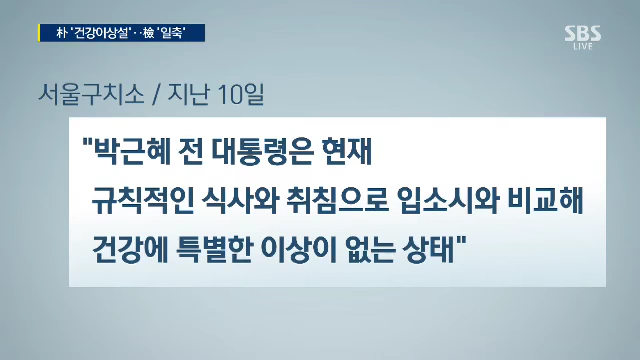 朴 '건강이상설'‥檢 '일축'
SBS
LIVE
서울구치소 / 지난 10일
"박근혜 전 대통령은 현재
규칙적인 식사와 취침으로 입소시와 비교해
건강에 특별한 이상이 없는 상태"